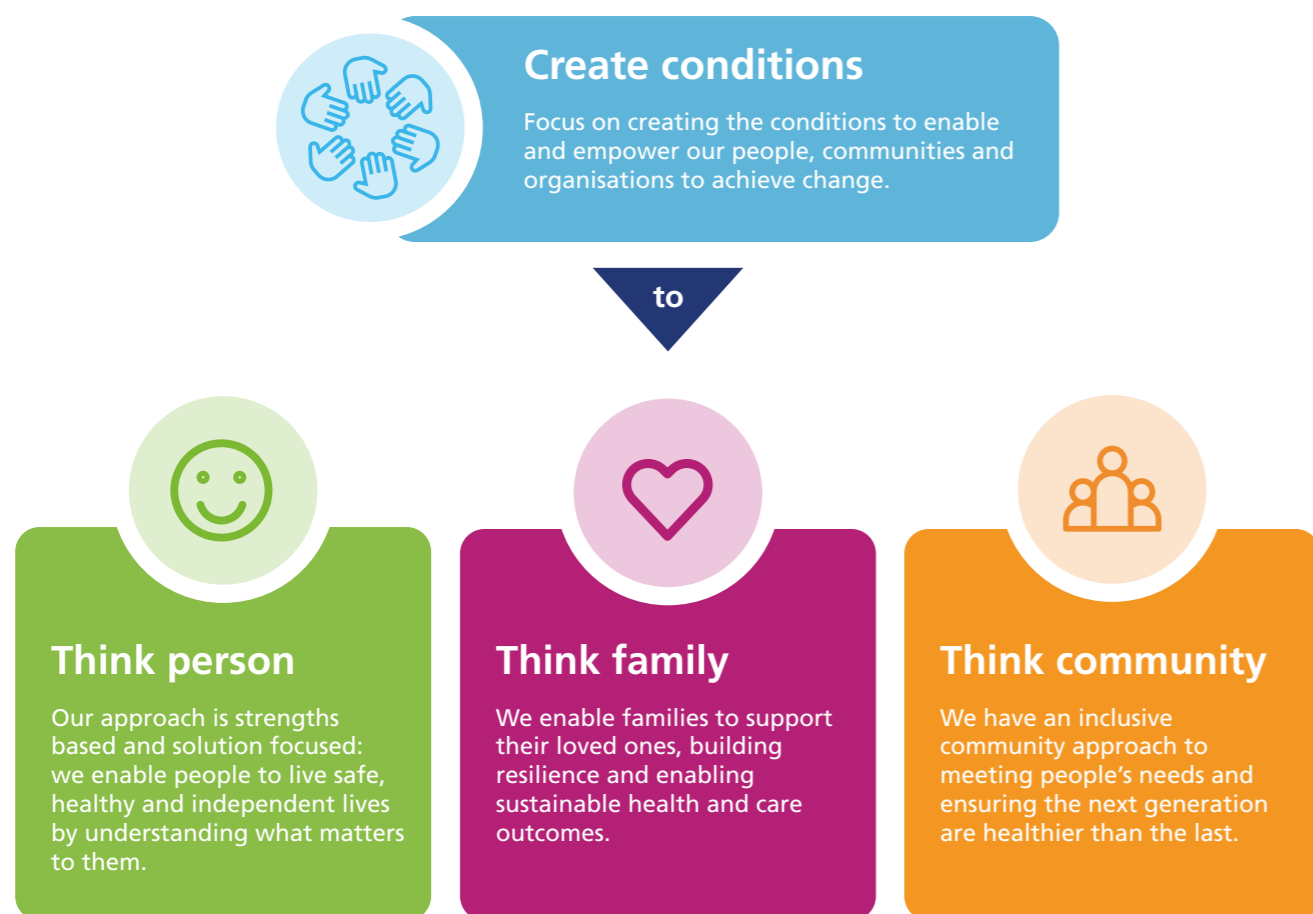 Create conditions
Focus on creating the conditions to enable
and empower our people, communities and
organisations to achieve change.
to
Think person
Our approach is strengths
based and solution focused:
we enable people to live safe,
healthy and independent lives
by understanding what matters
to them.
Think family
We enable families to support
their loved ones, building
resilience and enabling
sustainable health and care
outcomes.
Think community
We have an inclusive
community approach to
meeting people’s needs and
ensuring the next generation
are healthier than the last.